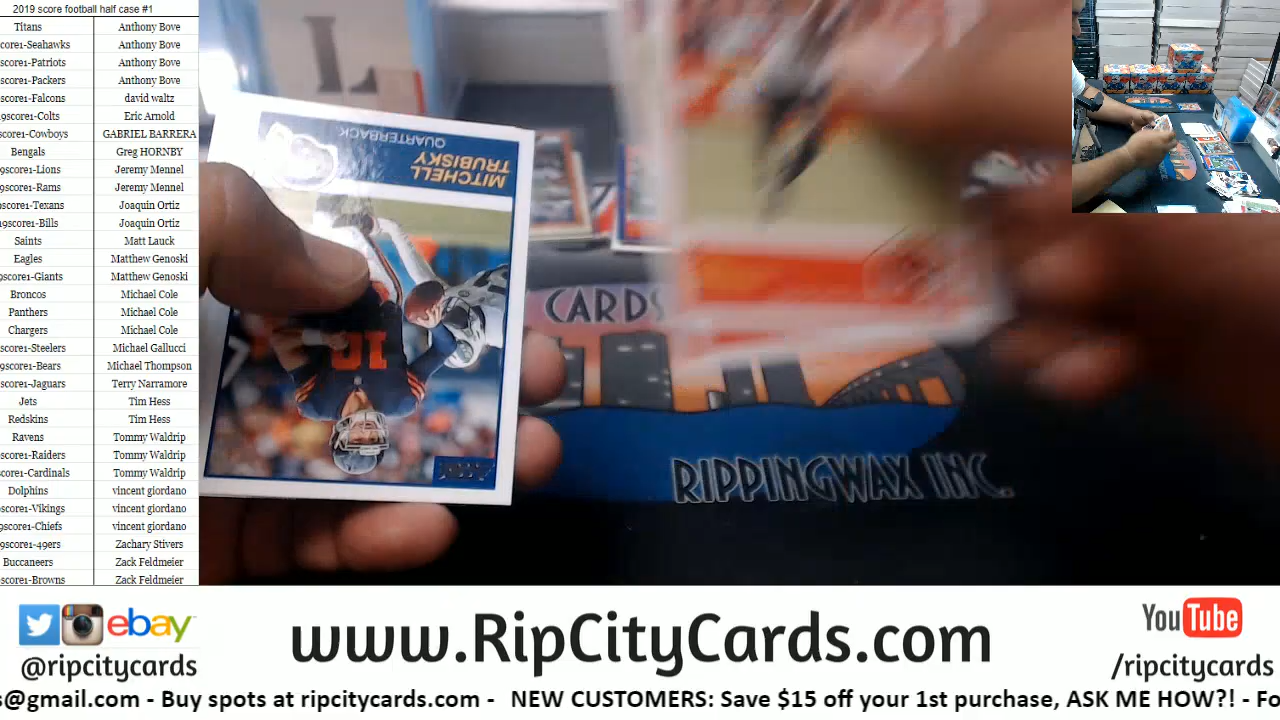 2019 score football half case #1
Titans Anthony Bove
core1-Seahawks Anthony Bove
score1-Patriots Anthony Bove
score1-Packers Anthony Bove
score1-Falcons david waltz
19score1-Colts Eric Arnold
score1-Cowboys GABRIEL BARRERA
Bengals Greg HORNBY
9score1-Lions Jeremy Mennel
9score1-Rams Jeremy Mennel
score1-Texans Joaquin Ortiz
19score1-Bills Joaquin Ortiz
Saints Matt Lauck
Eagles Matthew Genoski
9score1-Giants Matthew Genoski
Broncos Michael Cole
Panthers Michael Cole
Chargers Michael Cole
score1-Steelers Michael Gallucci
9score1-Bears Michael Thompson
score1-Jaguars Terry Narramore
Jets Tim Hess
Redskins Tim Hess
Ravens Tommy Waldrip
score1-Raiders Tommy Waldrip
score1-Cardinals Tommy Waldrip
Dolphins vincent giordano
score1-Vikings vincent giordano
9score1-Chiefs vincent giordano
9score1-49ers Zachary Stivers
Buccaneers Zack Feldmeier
score1-Browns Zack Feldmeier
L
QUARTERBACK
MITCHELL
TRUBISKY
10
CARDS
RIPPINGWAX INC.
ebay
@ripcitycards
www.RipCityCards.com
YouTube
/ripcitycards
s@gmail.com - Buy spots at ripcitycards.com - NEW CUSTOMERS: Save $15 off your 1st purchase, ASK ME HOW?! - Fo